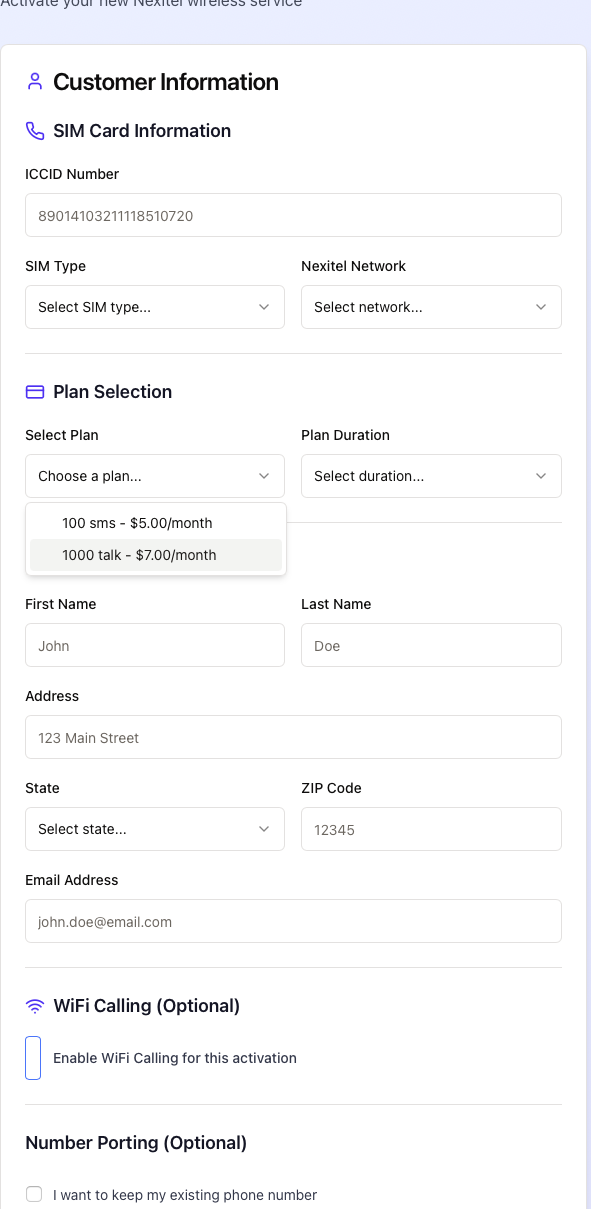 Activate your new Nexitel wireless service
Customer Information
SIM Card Information
ICCID Number
89014103211118510720
SIM Type
Nexitel Network
Select SIM type...
Select network...
Plan Selection
Select Plan
Plan Duration
Choose a plan...
Select duration...
100 sms - $5.00/month
1000 talk - $7.00/month
First Name
Last Name
John
Doe
Address
123 Main Street
State
ZIP Code
Select state...
12345
Email Address
john.doe@email.com
WiFi Calling (Optional)
Enable WiFi Calling for this activation
Number Porting (Optional)
I want to keep my existing phone number